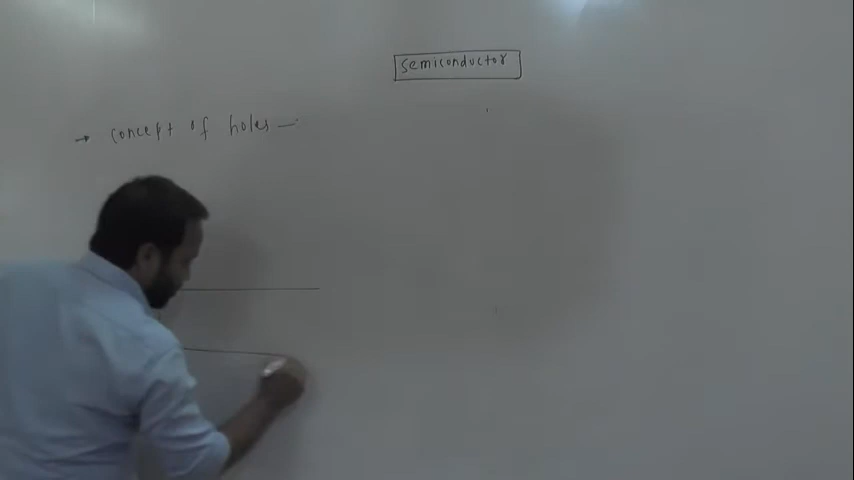 Semiconductor
→ concept of holes —